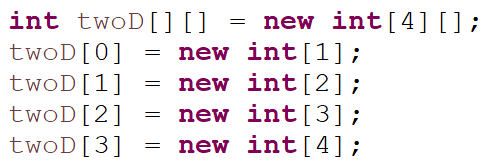 int twoD[][] = new int[4][];
twoD[0] = new int[1];
twoD[1] = new int[2];
twoD[2] = new int[3];
twoD[3] = new int[4];